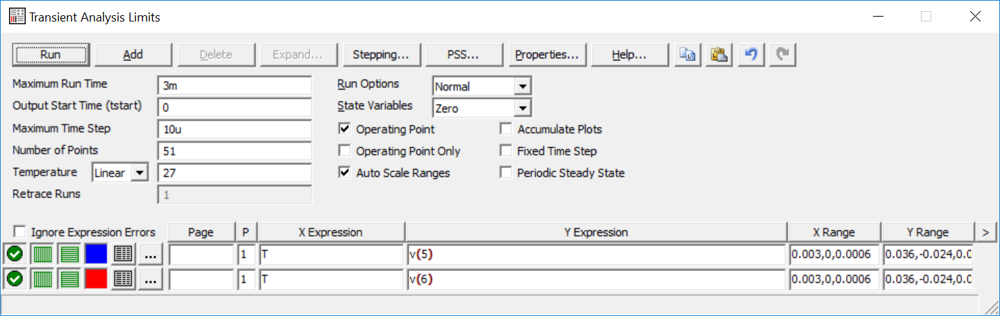 Transient Analysis Limits
Run Add Delete Expand... Stepping... PSS... Properties... Help...
Maximum Run Time 3m Run Options Normal
Output Start Time (tstart) 0 State Variables Zero
Maximum Time Step 10u Operating Point Accumulate Plots
Number of Points 51 Operating Point Only Fixed Time Step
Temperature Linear 27 Auto Scale Ranges Periodic Steady State
Retrace Runs 1
Ignore Expression Errors Page P X Expression Y Expression X Range Y Range >
... 1 T v(5) 0.003,0,0.0006 0.036,-0.024,0.0
... 1 T v(6) 0.003,0,0.0006 0.036,-0.024,0.0